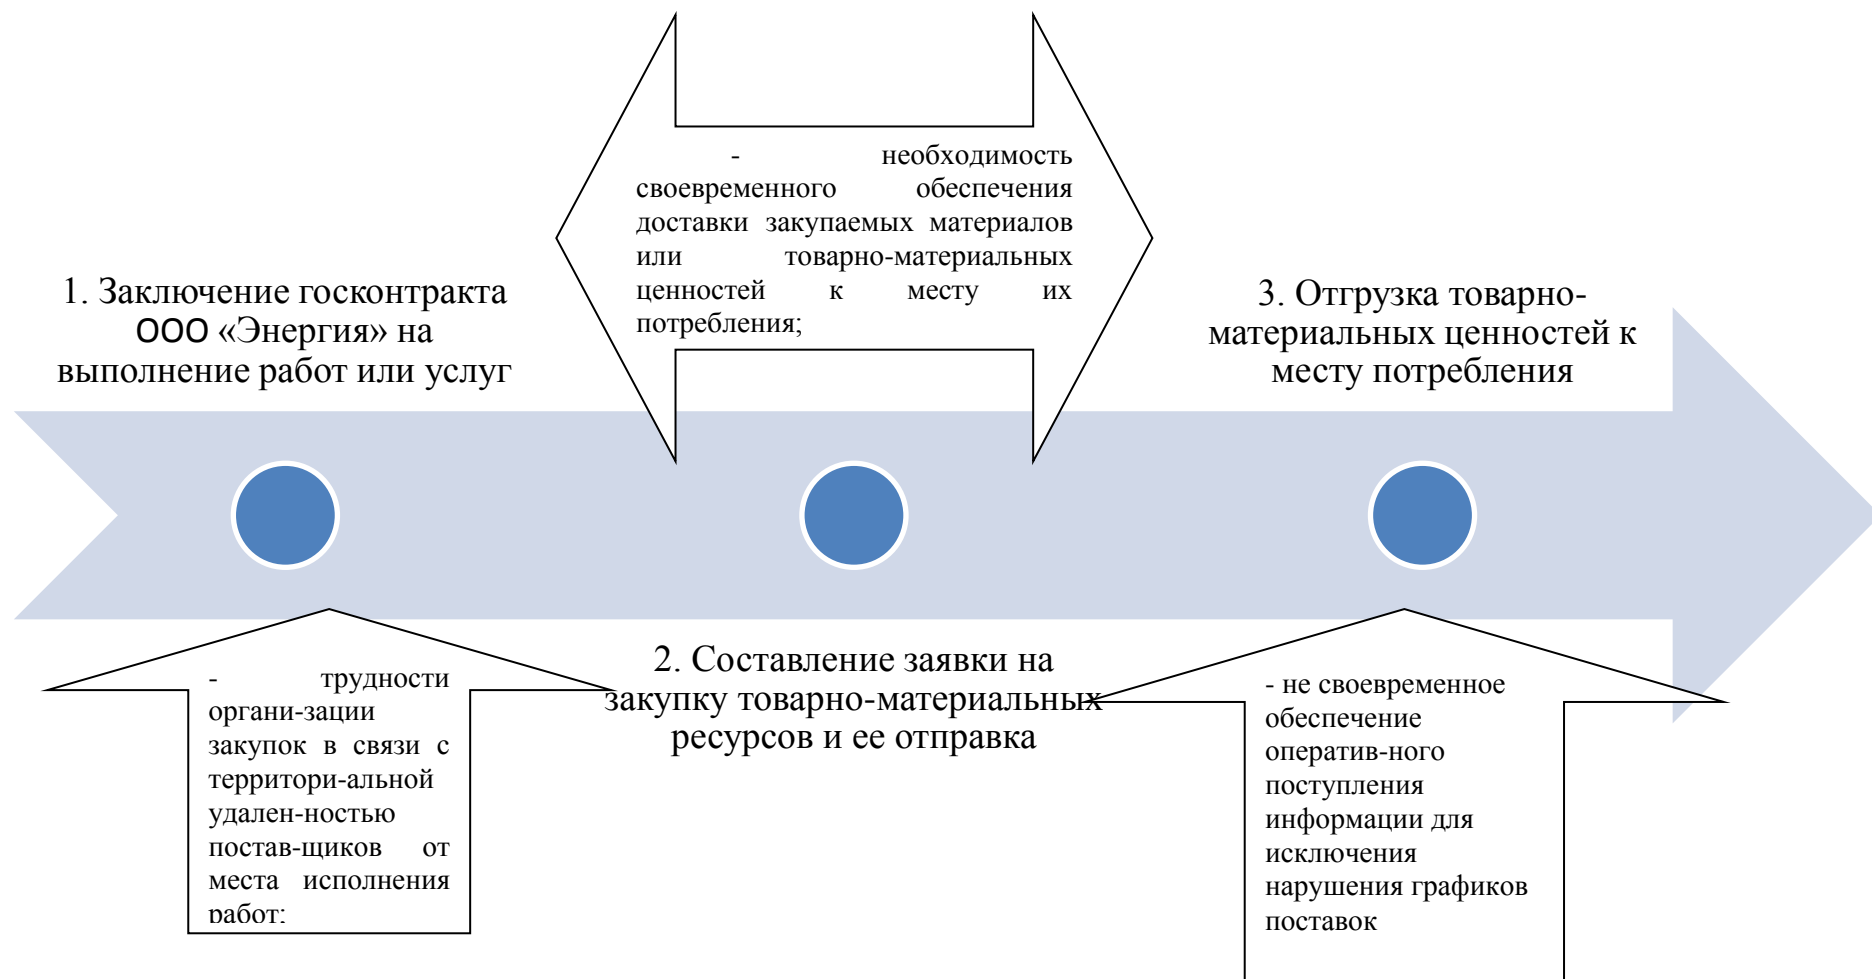 - необходимость
своевременного обеспечения
доставки закупаемых материалов
или товарно-материальных
ценностей к месту их
потребления;
1. Заключение госконтракта
ООО «Энергия» на
выполнение работ или услуг
3. Отгрузка товарно-
материальных ценностей к
месту потребления
2. Составление заявки на
закупку товарно-материальных
ресурсов и ее отправка
- трудности
органи-зации
закупок в связи с
территори-альной
удален-ностью
постав-щиков от
места исполнения
работ;
- не своевременное
обеспечение
оператив-ного
поступления
информации для
исключения
нарушения графиков
поставок